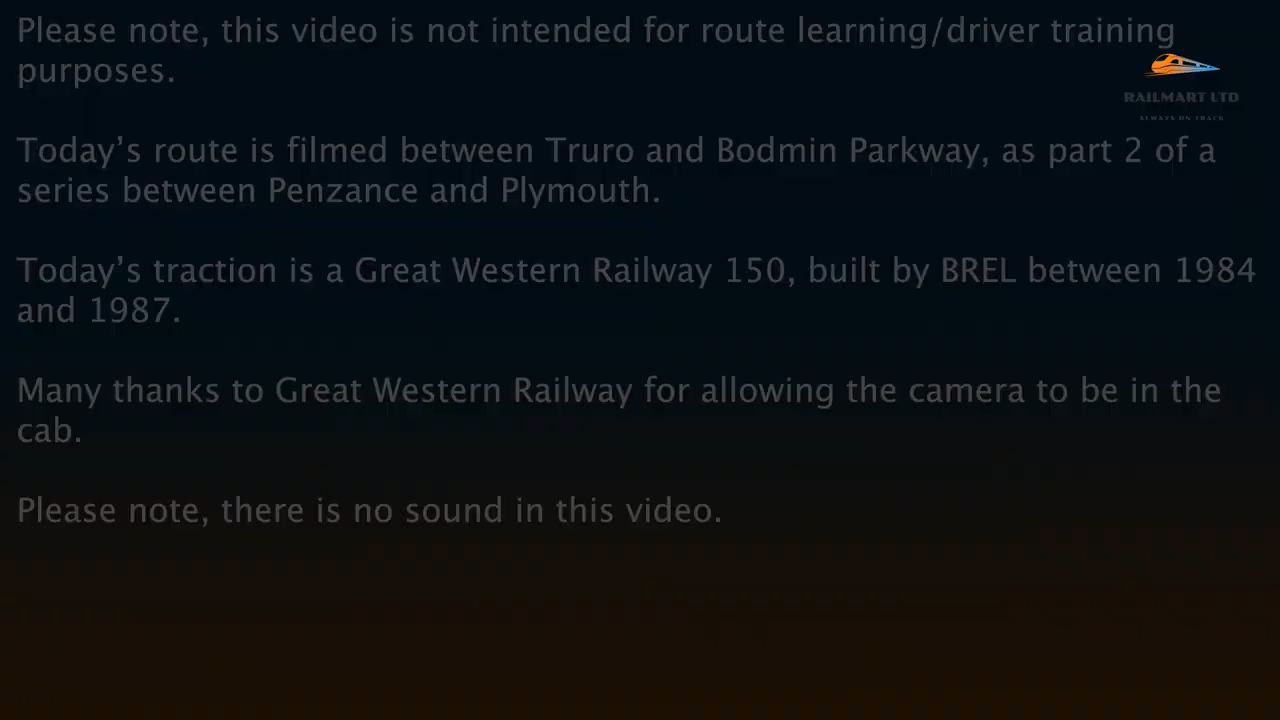 Please note, this video is not intended for route learning/driver training
purposes.
RAILMART LTD
ALWAYS ON TRACK
Today’s route is filmed between Truro and Bodmin Parkway, as part 2 of a
series between Penzance and Plymouth.
Today’s traction is a Great Western Railway 150, built by BREL between 1984
and 1987.
Many thanks to Great Western Railway for allowing the camera to be in the
cab.
Please note, there is no sound in this video.